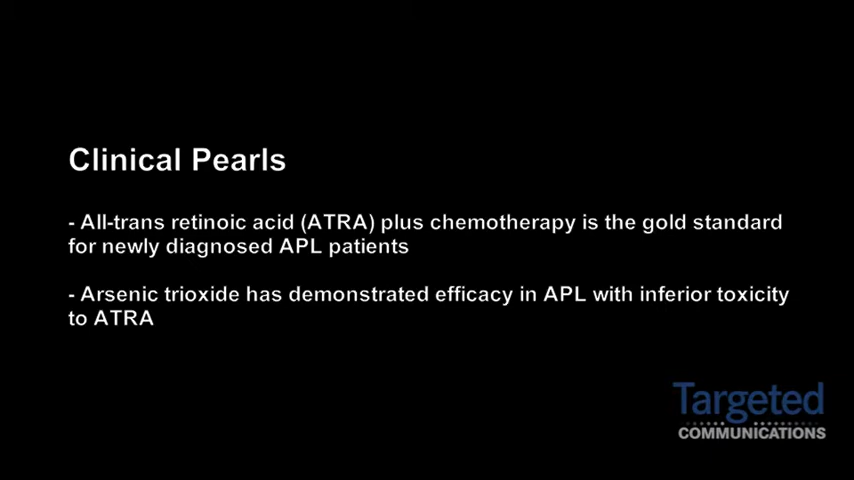 Clinical Pearls
- All-trans retinoic acid (ATRA) plus chemotherapy is the gold standard
for newly diagnosed APL patients
- Arsenic trioxide has demonstrated efficacy in APL with inferior toxicity
to ATRA
Targeted
COMMUNICATIONS